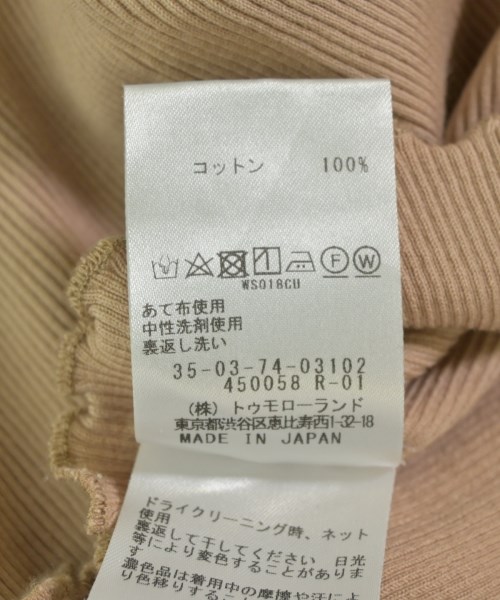 コットン 100%
F W
WS018CU
あて布使用
中性洗剤使用
裏返し洗い
35-03-74-03102
450058 R-01
(株) トゥモローランド
東京都渋谷区恵比寿西1-32-18
MADE IN JAPAN
ドライクリーニング時、ネット
使用
裏返して干してください 日光
等により変色することがありま
す
濃色品は着用中の摩擦や汗によ
り色移りすること